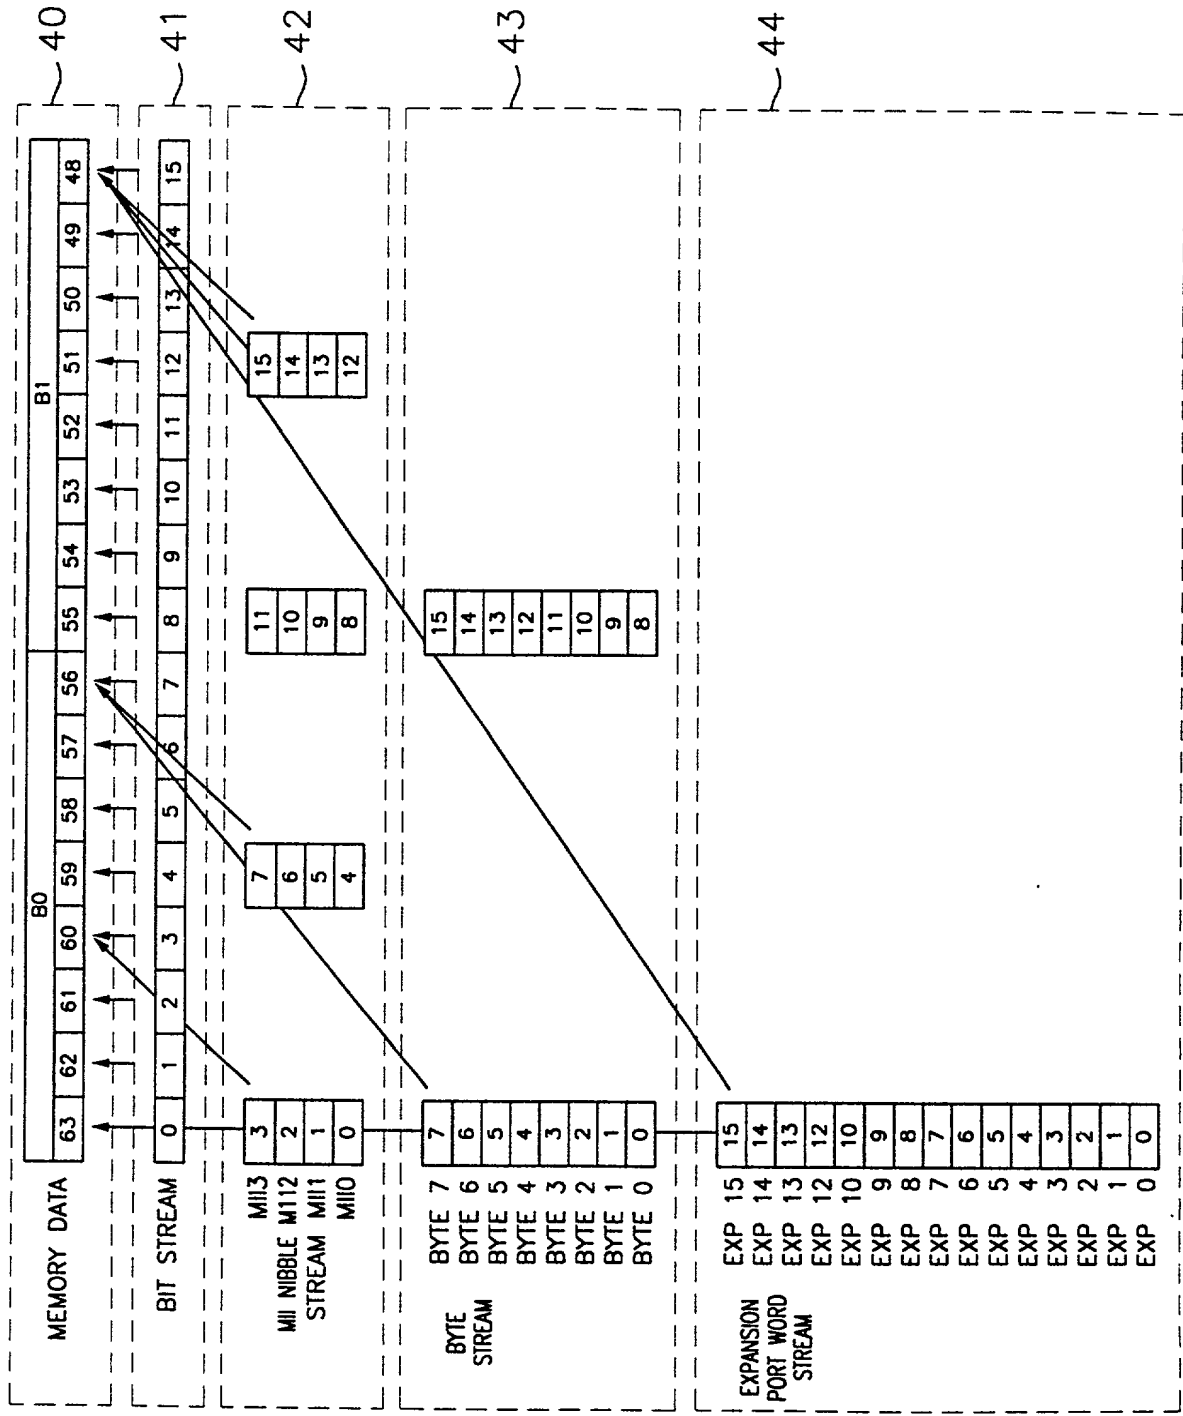 40
B0 B1
MEMORY DATA 63 62 61 60 59 58 57 56 55 54 53 52 51 50 49 48
41
BIT STREAM 0 1 2 3 4 5 6 7 8 9 10 11 12 13 14 15
42
MII3 3 7 11 15
MII NIBBLE M112 2 6 10 14
STREAM MII1 1 5 9 13
MII0 0 4 8 12
43
BYTE 7 7 15
BYTE 6 6 14
BYTE 5 5 13
BYTE 4 4 12
BYTE 3 3 11
BYTE 2 2 10
BYTE 1 1 9
BYTE 0 0 8
BYTE
STREAM
44
EXP 15 15
EXP 14 14
EXP 13 13
EXP 12 12
EXP 10 10
EXP 9 9
EXP 8 8
EXP 7 7
EXP 6 6
EXP 5 5
EXP 4 4
EXP 3 3
EXP 2 2
EXP 1 1
EXP 0 0
EXPANSION
PORT WORD
STREAM